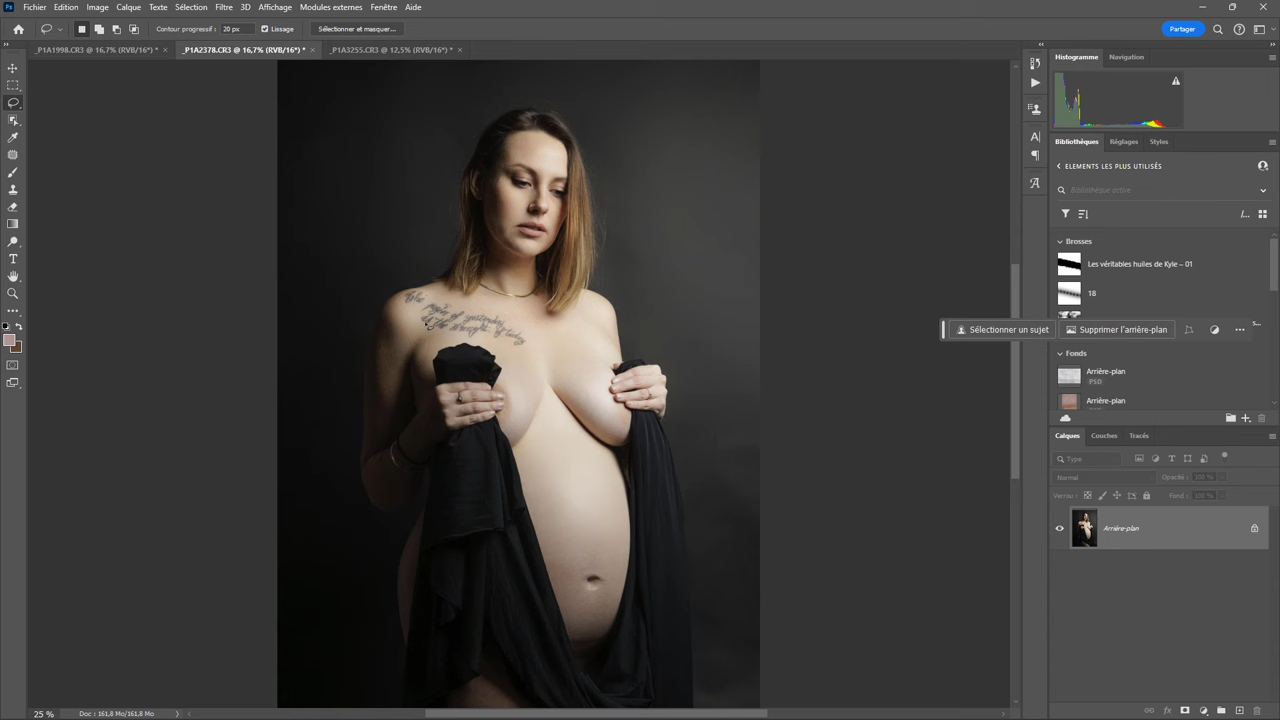 Fichier Edition Image Calque Texte Sélection Filtre 3D Affichage Modules externes Fenêtre Aide
Contour progressif : 20 px Lissage Sélectionner et masquer... Partager
_P1A1998.CR3 @ 16,7% (RVB/16*) * _P1A2378.CR3 @ 16,7% (RVB/16*) * _P1A3255.CR3 @ 12,5% (RVB/16*) *
Histogramme Navigation
Bibliothèques Réglages Styles
ELEMENTS LES PLUS UTILISÉS
Bibliothèque active
Brosses
Les véritables huiles de Kyle – 01
18
Sélectionner un sujet Supprimer l'arrière-plan
Fonds
Arrière-plan
PSD
Arrière-plan
Calques Couches Tracés
Type
Normal Opacité : 100 %
Verrou : Fond : 100 %
Arrière-plan
25 % Doc : 161,8 Mo/161,8 Mo